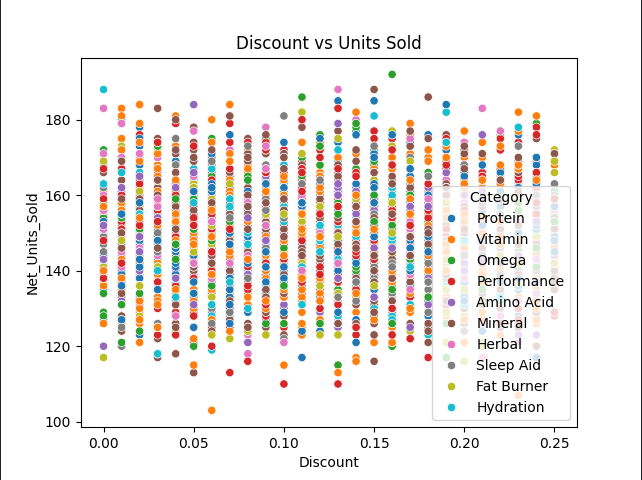 Discount vs Units Sold
Net_Units_Sold
180
160
140
120
100
Category
Protein
Vitamin
Omega
Performance
Amino Acid
Mineral
Herbal
Sleep Aid
Fat Burner
Hydration
0.00 0.05 0.10 0.15 0.20 0.25
Discount